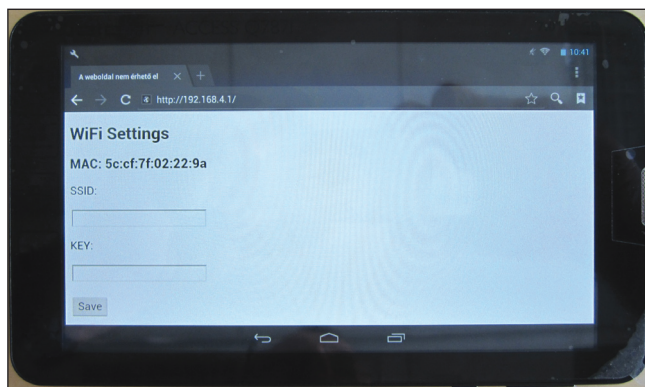 10:41
A weboldal nem érhető el
http://192.168.4.1/
WiFi Settings
MAC: 5c:cf:7f:02:22:9a
SSID:
KEY:
Save